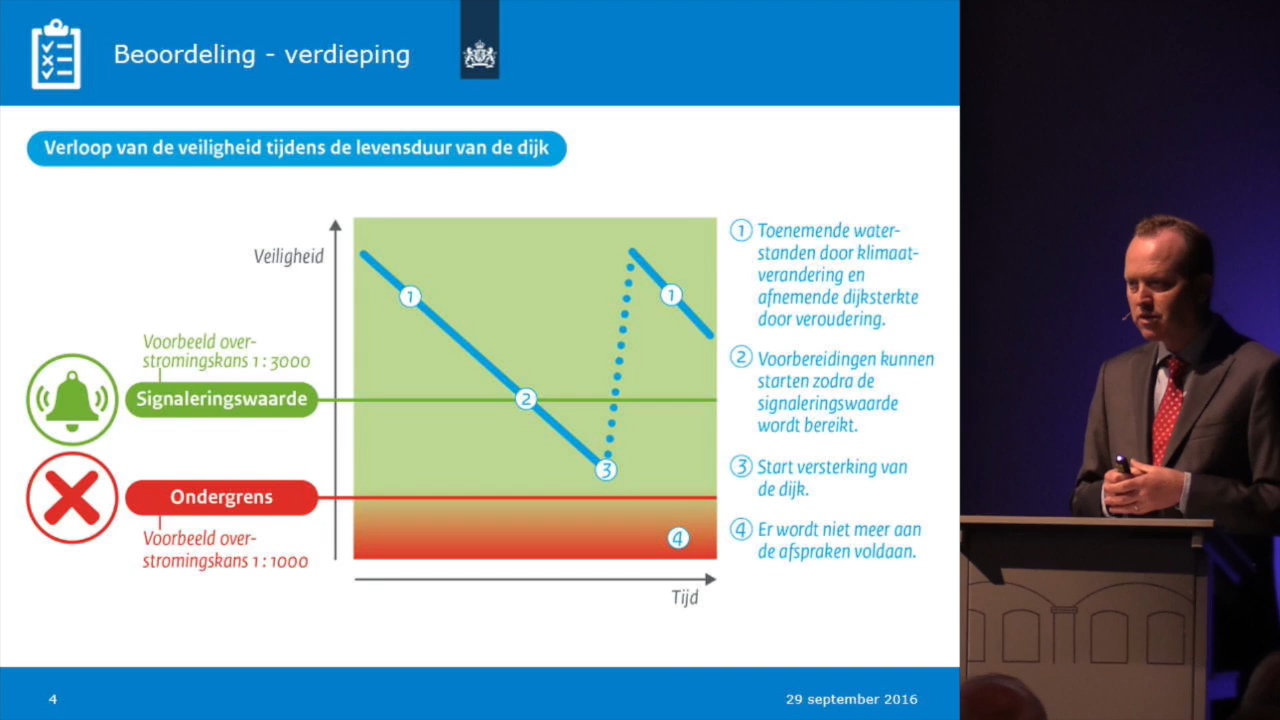 Beoordeling - verdieping
Verloop van de veiligheid tijdens de levensduur van de dijk
Veiligheid
Voorbeeld over-
stromingskans 1 : 3000
Signaleringswaarde
Ondergrens
Voorbeeld over-
stromingskans 1 : 1000
1
2
3
1
4
Tijd
1 Toenemende water-
standen door klimaat-
verandering en
afnemende dijksterkte
door veroudering.
2 Voorbereidingen kunnen
starten zodra de
signaleringswaarde
wordt bereikt.
3 Start versterking van
de dijk.
4 Er wordt niet meer aan
de afspraken voldaan.
4
29 september 2016